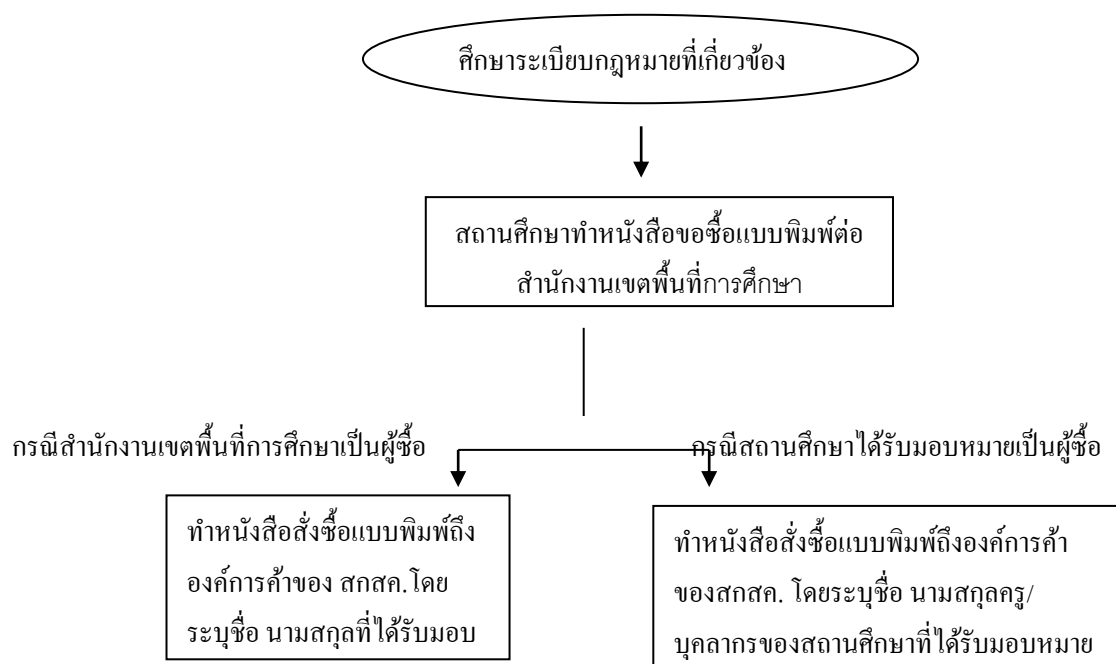 ศึกษาระเบียบกฎหมายที่เกี่ยวข้อง
สถานศึกษาทำหนังสือขอซื้อแบบพิมพ์ต่อ
สำนักงานเขตพื้นที่การศึกษา
กรณีสำนักงานเขตพื้นที่การศึกษาเป็นผู้ซื้อ
กรณีสถานศึกษาได้รับมอบหมายเป็นผู้ซื้อ
ทำหนังสือสั่งซื้อแบบพิมพ์ถึง
องค์การค้าของ สกสค.โดย
ระบุชื่อ นามสกุลที่ได้รับมอบ
ทำหนังสือสั่งซื้อแบบพิมพ์ถึงองค์การค้า
ของสกสค. โดยระบุชื่อ นามสกุลครู/
บุคลากรของสถานศึกษาที่ได้รับมอบหมาย